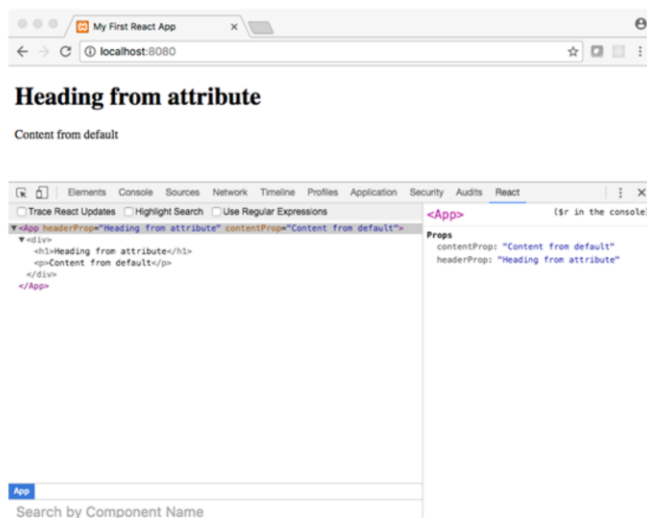 My First React App
localhost:8080
Heading from attribute
Content from default
Elements Console Sources Network Timeline Profiles Application Security Audits React
Trace React Updates Highlight Search Use Regular Expressions
<App headerProp="Heading from attribute" contentProp="Content from default">
<div>
<h1>Heading from attribute</h1>
<p>Content from default</p>
</div>
</App>
<App> ($r in the console)
Props
contentProp: "Content from default"
headerProp: "Heading from attribute"
App
Search by Component Name